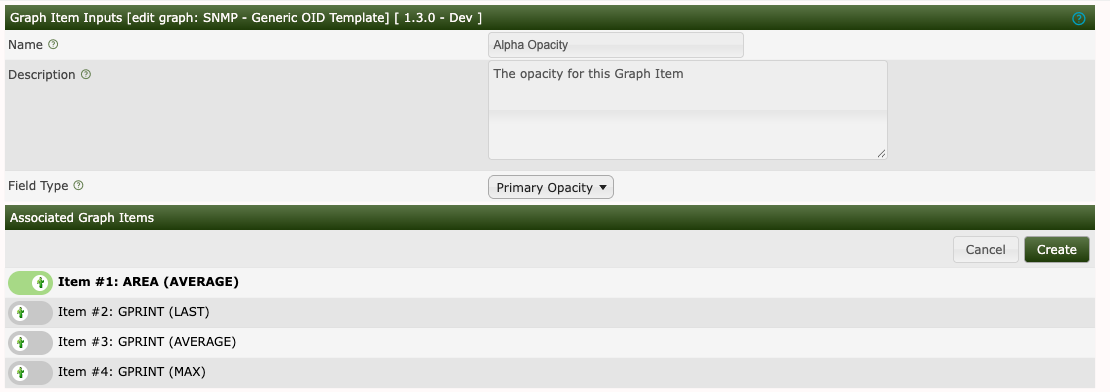 Graph Item Inputs [edit graph: SNMP - Generic OID Template] [ 1.3.0 - Dev ]
Name
Alpha Opacity
Description
The opacity for this Graph Item
Field Type
Primary Opacity
Associated Graph Items
Cancel
Create
Item #1: AREA (AVERAGE)
Item #2: GPRINT (LAST)
Item #3: GPRINT (AVERAGE)
Item #4: GPRINT (MAX)